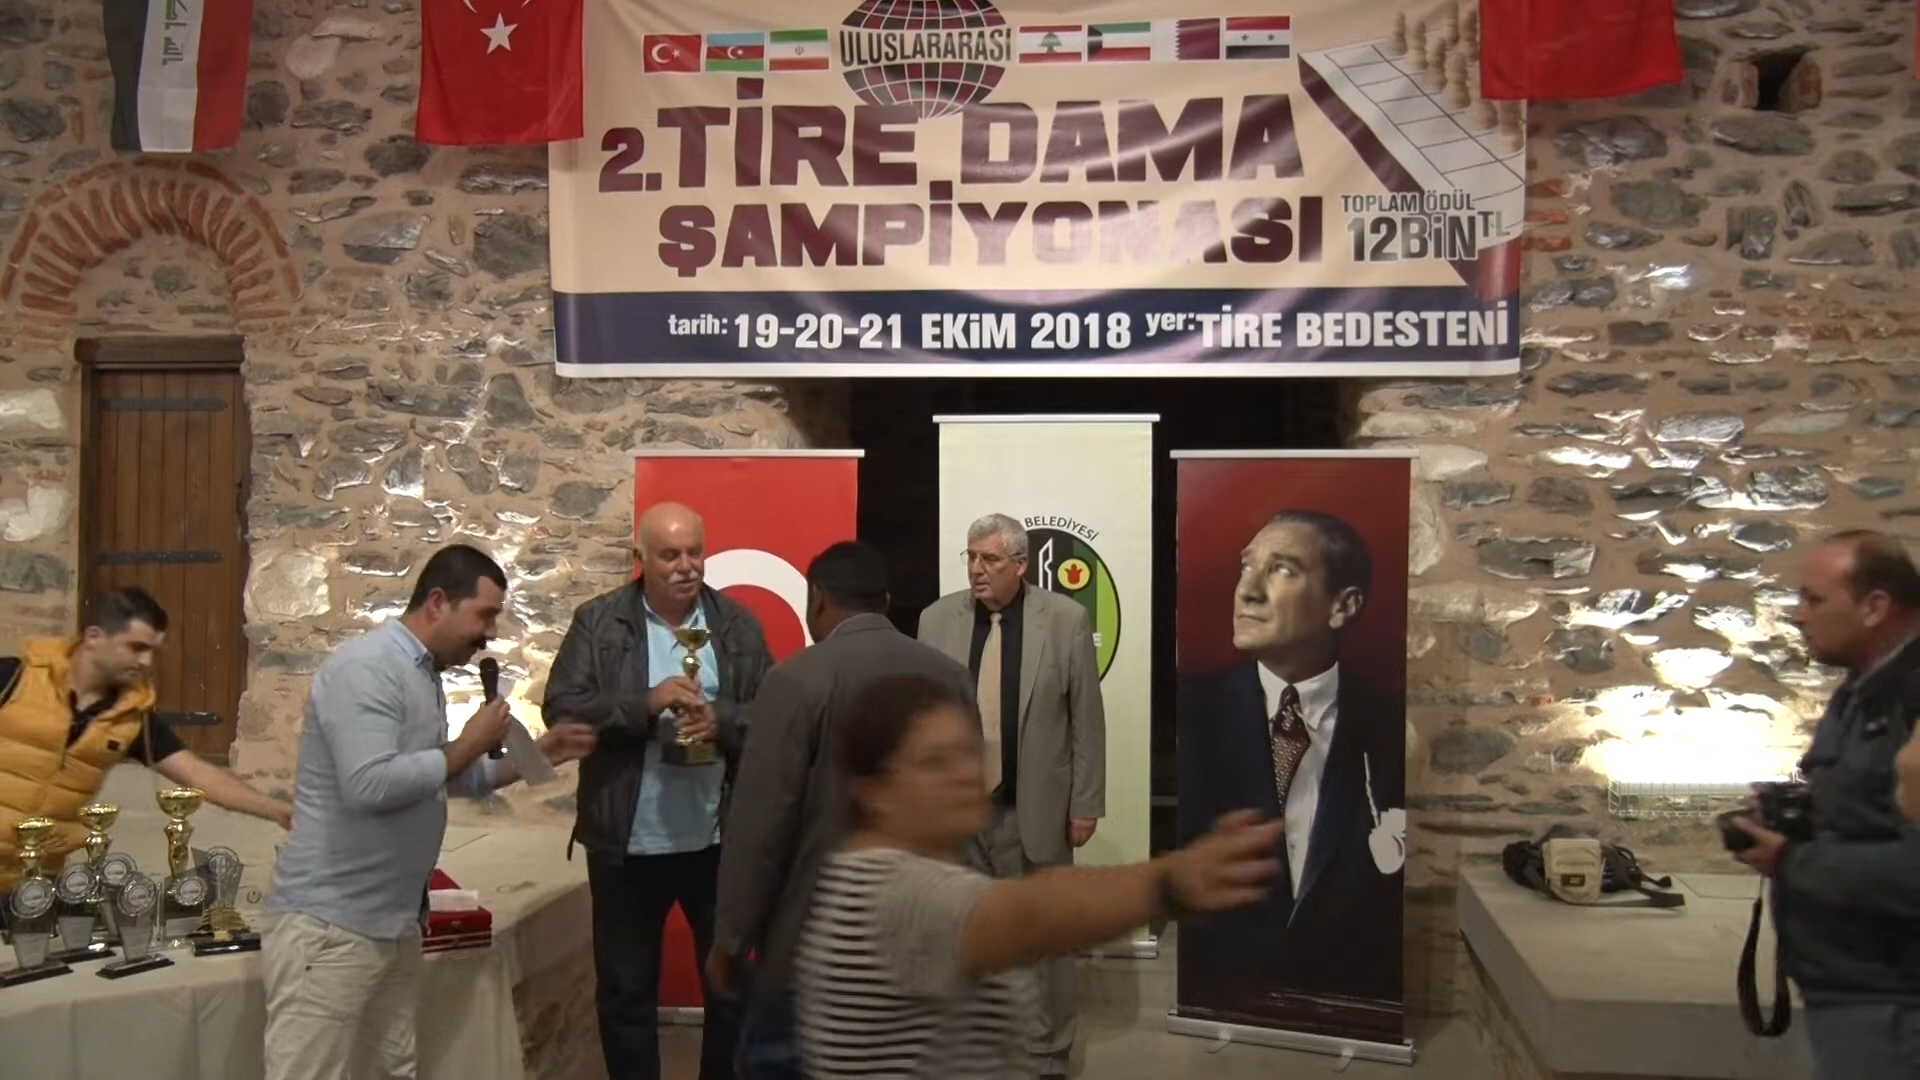 ULUSLARARASI
2. TİRE DAMA
ŞAMPİYONASI
TOPLAM ÖDÜL
12BİN TL
tarih: 19-20-21 EKİM 2018 yer: TİRE BEDESTENİ
BELEDİYESİ